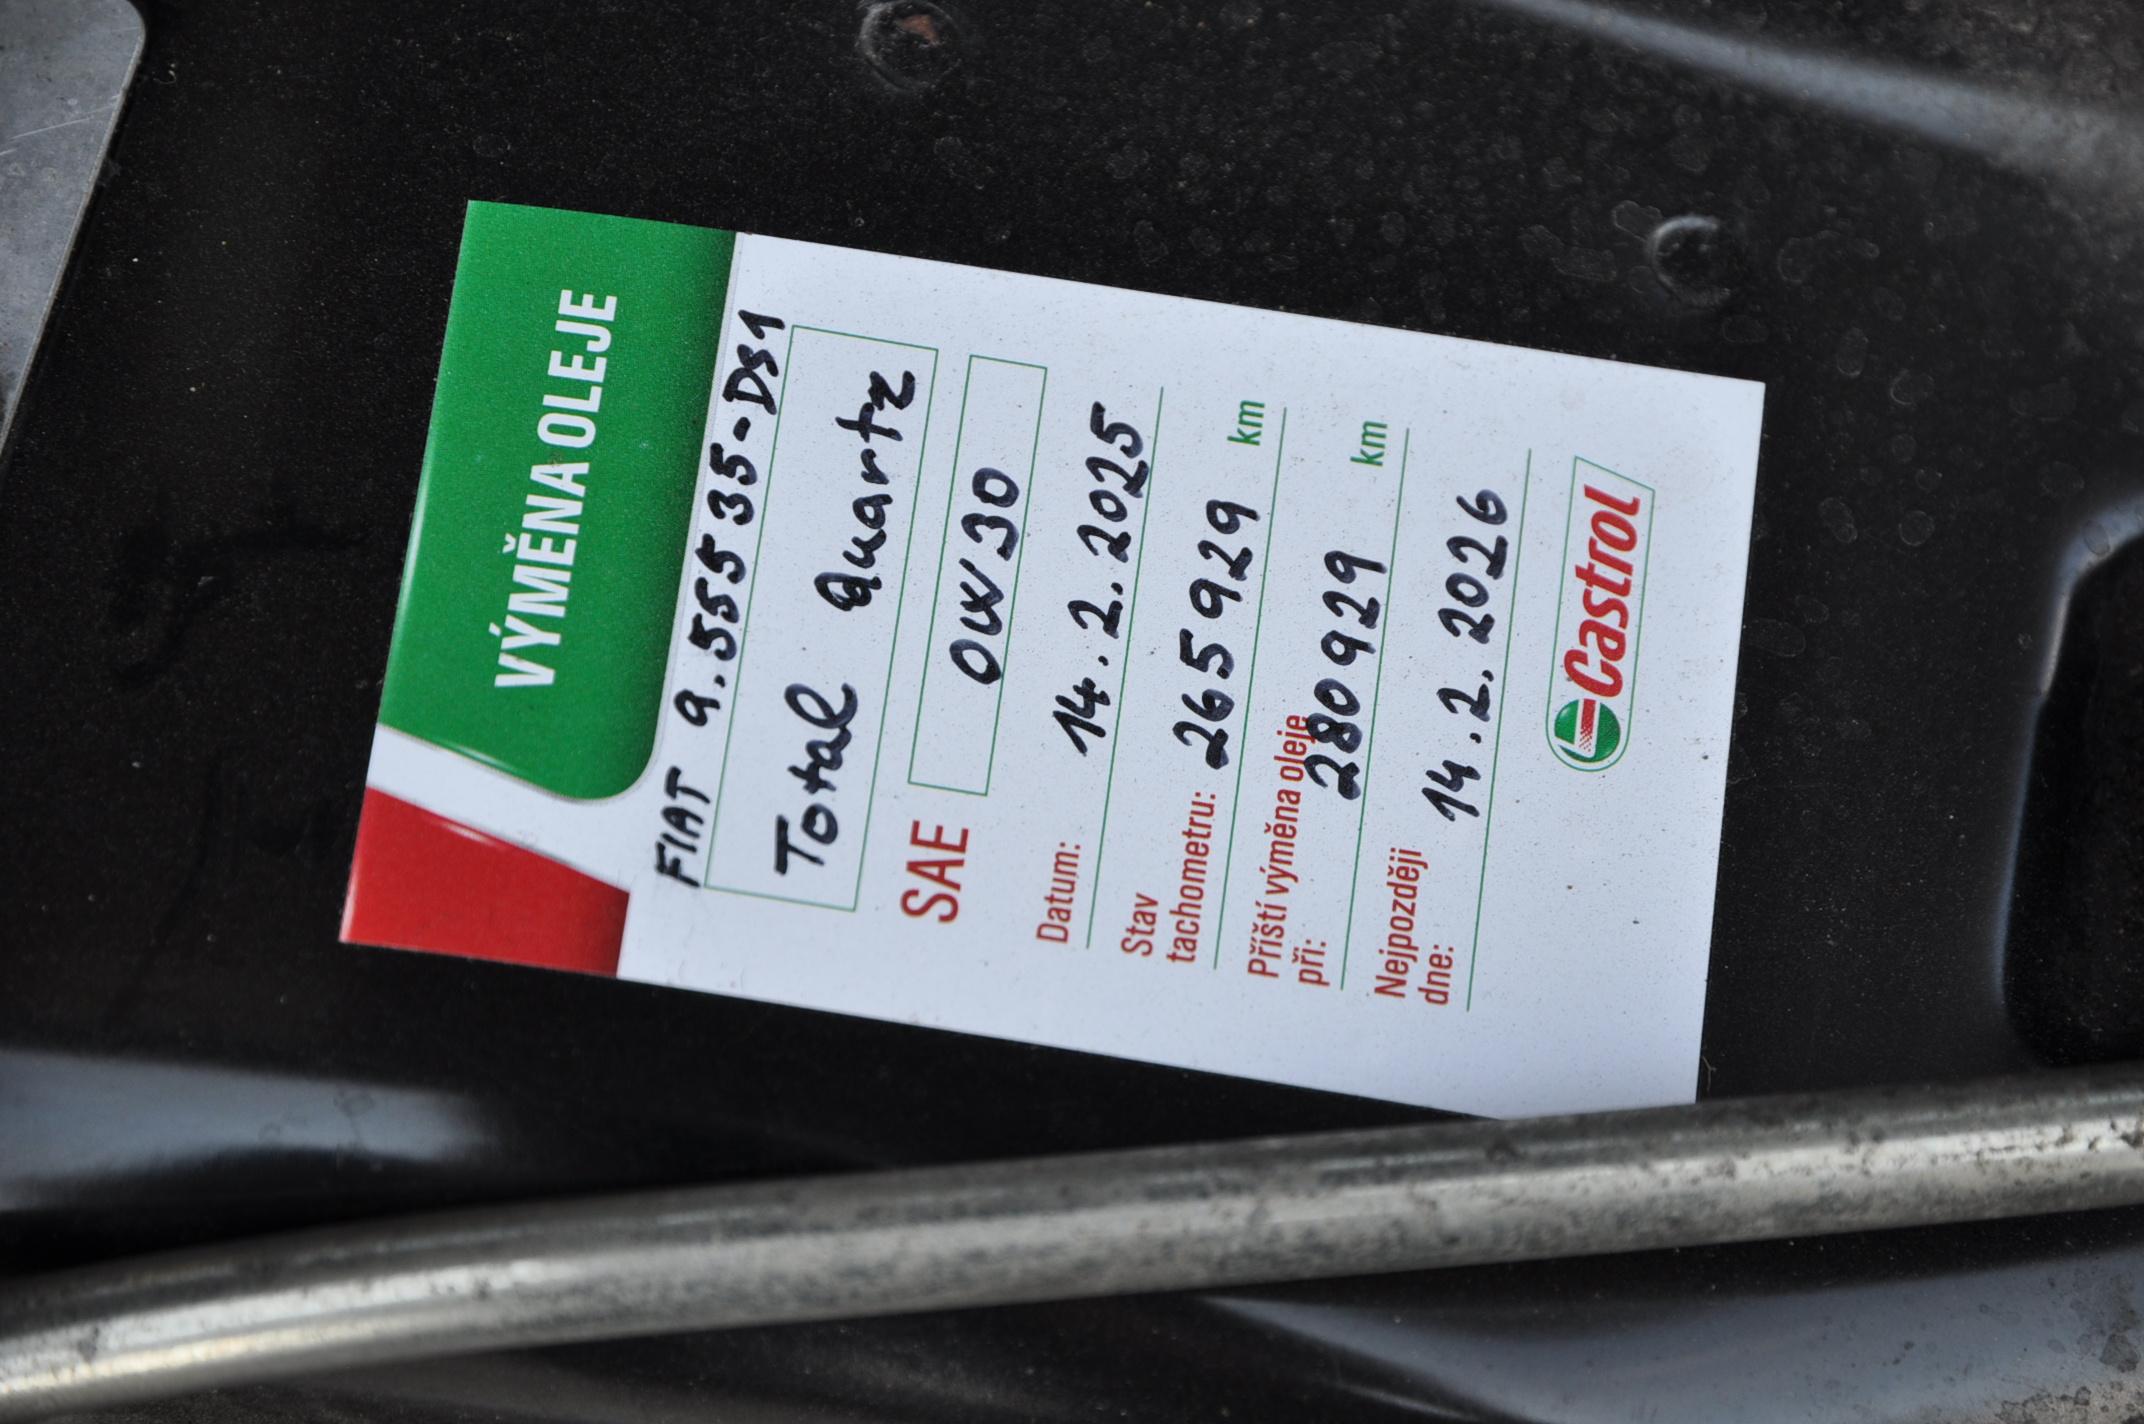 VÝMĚNA OLEJE
FIAT 9.55535-DS1
Total Quartz
SAE 0W30
Datum: 14.2.2025
Stav
tachometru: 265929 km
Příští výměna oleje
při: 280929 km
Nejpozději
dne: 14.2.2026
Castrol